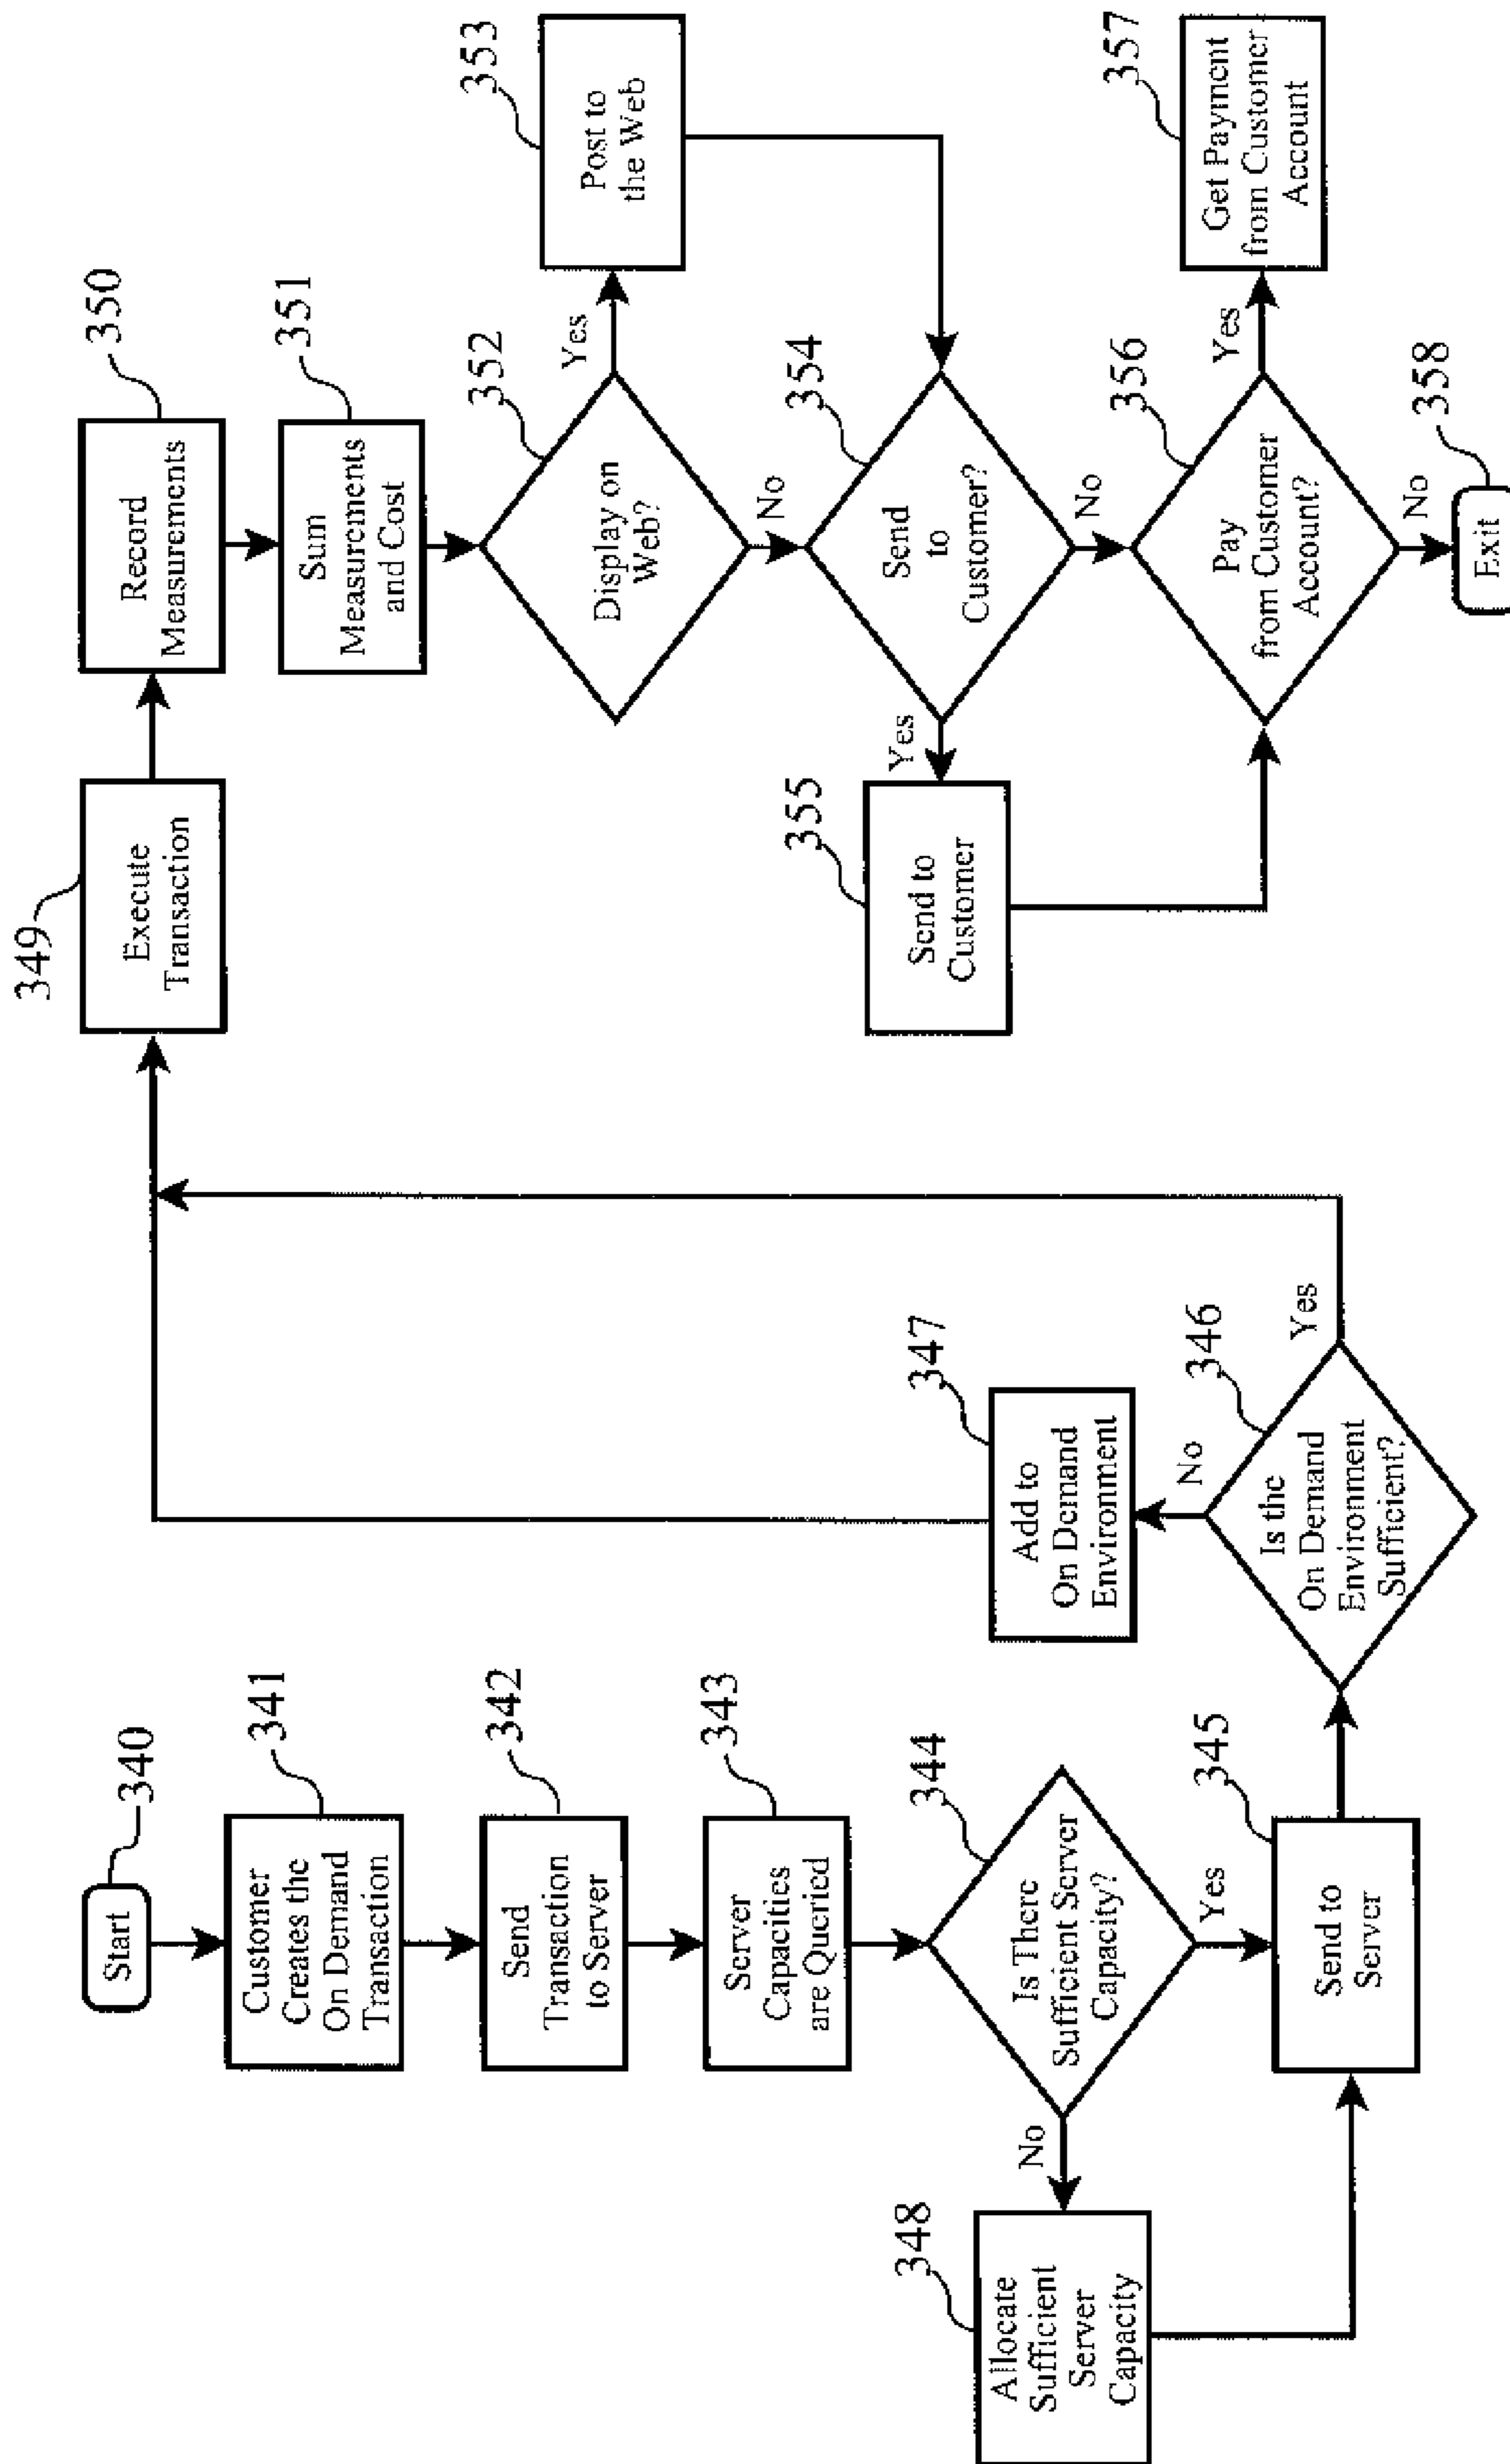 340
Start
341
Customer
Creates the
On Demand
Transaction
342
Send
Transaction
to Server
343
Server
Capacities
are Queried
344
Is There
Sufficient Server
Capacity?
No
Yes
348
Allocate
Sufficient
Server
Capacity
345
Send to
Server
346
Is the
On Demand
Environment
Sufficient?
No
Yes
347
Add to
On Demand
Environment
349
Execute
Transaction
350
Record
Measurements
351
Sum
Measurements
and Cost
352
Display on
Web?
Yes
No
353
Post to
the Web
354
Send
to
Customer?
Yes
No
355
Send to
Customer
356
Pay
from Customer
Account?
Yes
No
357
Get Payment
from Customer
Account
358
Exit